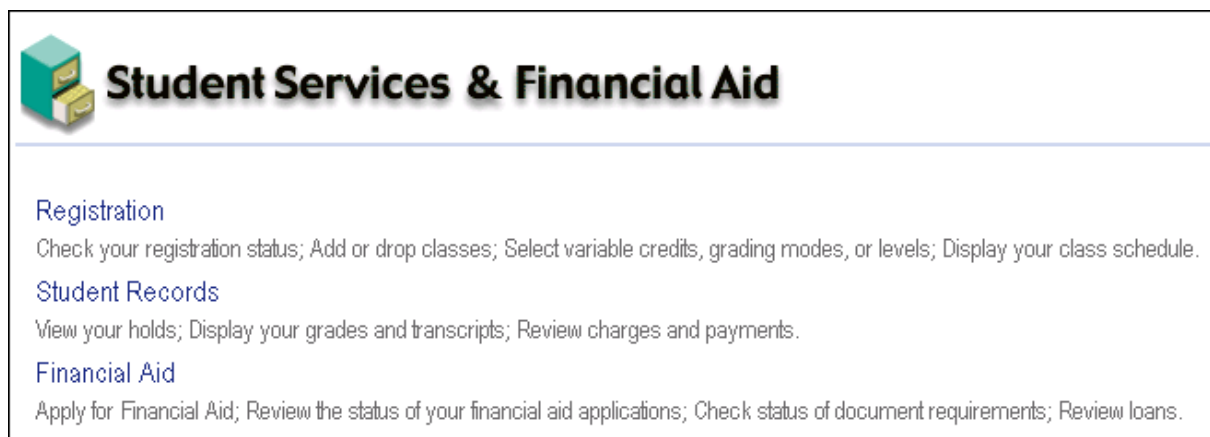 Student Services & Financial Aid
Registration
Check your registration status; Add or drop classes; Select variable credits, grading modes, or levels; Display your class schedule.
Student Records
View your holds; Display your grades and transcripts; Review charges and payments.
Financial Aid
Apply for Financial Aid; Review the status of your financial aid applications; Check status of document requirements; Review loans.